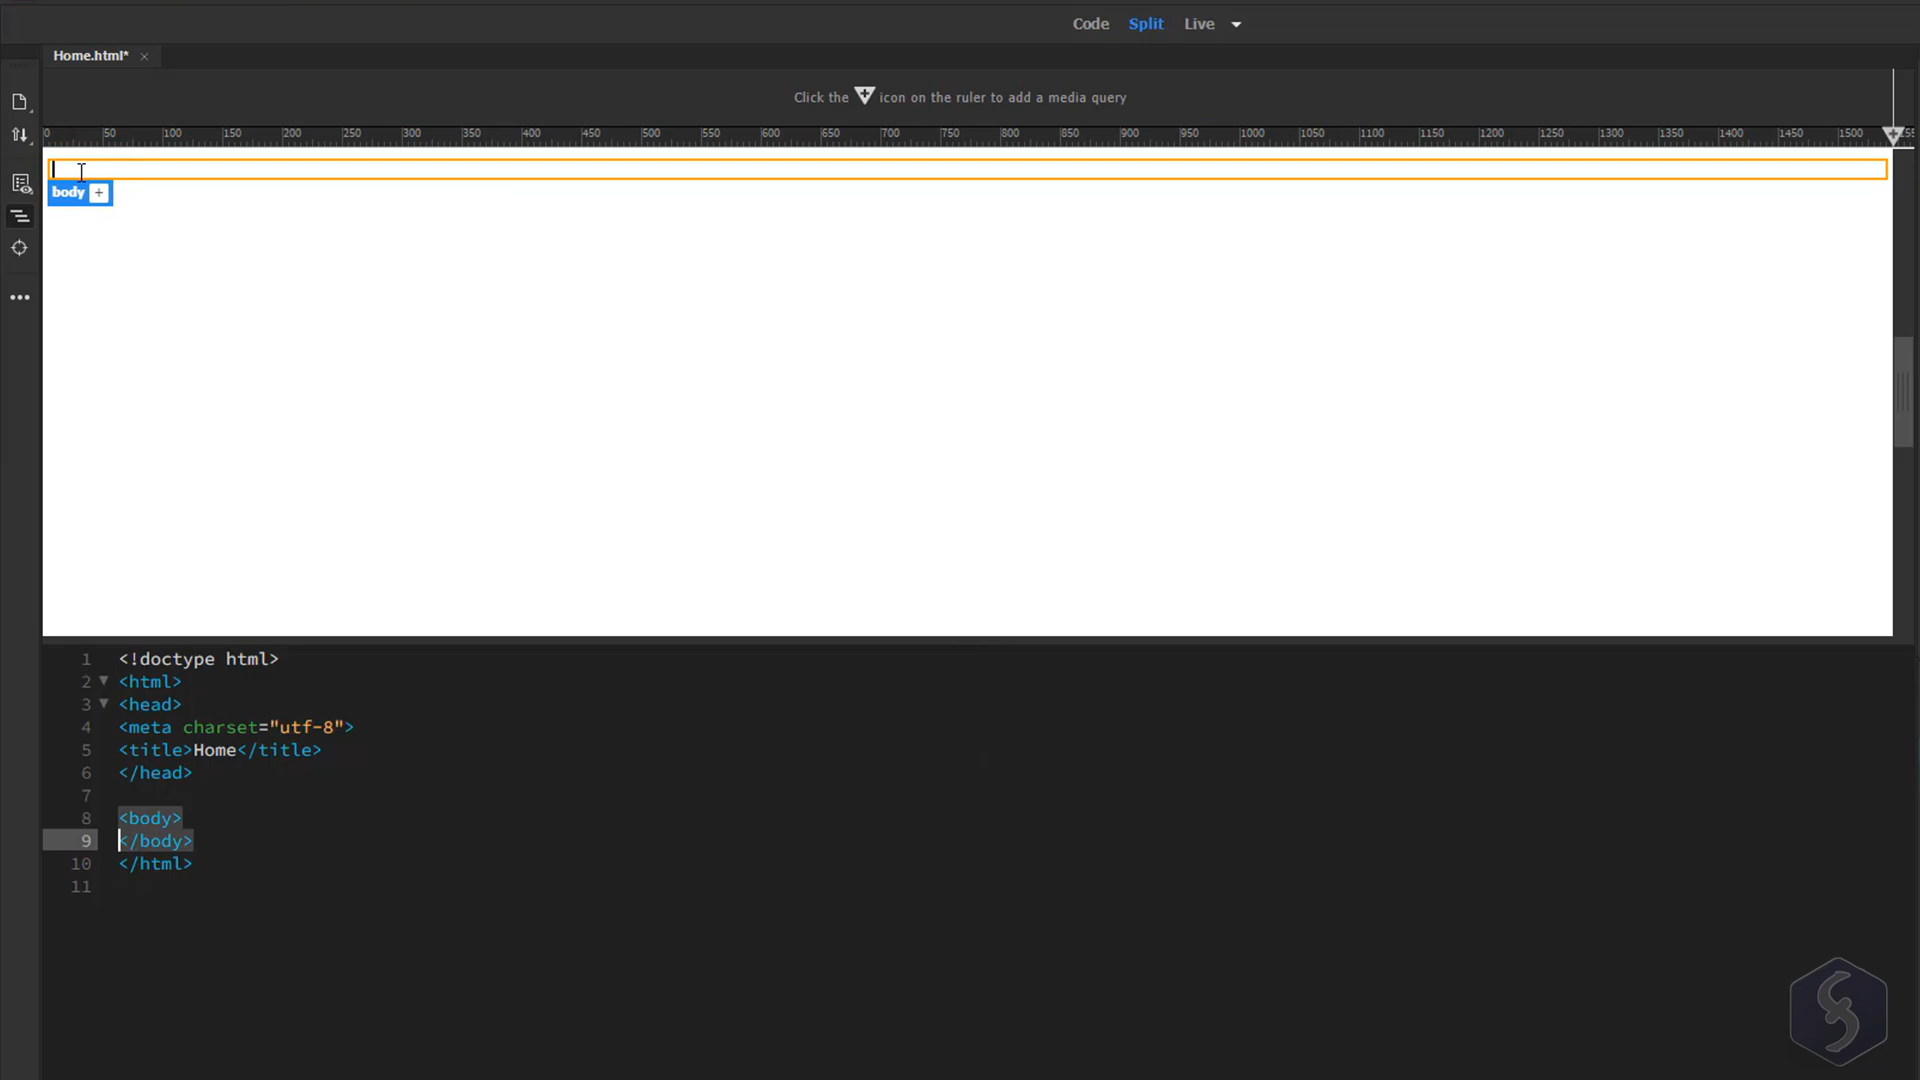 Code Split Live
Home.html*
Click the icon on the ruler to add a media query
0 50 100 150 200 250 300 350 400 450 500 550 600 650 700 750 800 850 900 950 1000 1050 1100 1150 1200 1250 1300 1350 1400 1450 1500 155
body +
1 <!doctype html>
2 <html>
3 <head>
4 <meta charset="utf-8">
5 <title>Home</title>
6 </head>
7
8 <body>
9 </body>
10 </html>
11